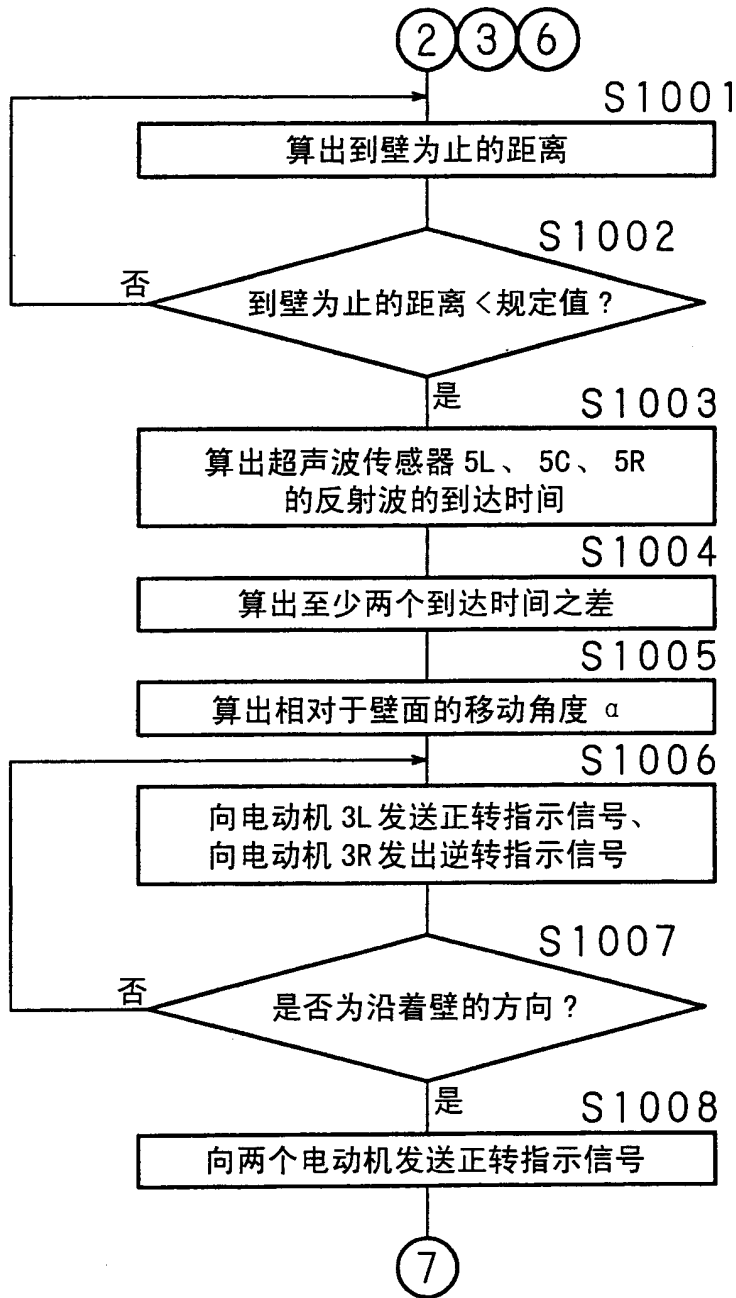 2 3 6
S1001
算出到壁为止的距离
S1002
否
到壁为止的距离<规定值?
是
S1003
算出超声波传感器 5L、 5C、 5R
的反射波的到达时间
S1004
算出至少两个到达时间之差
S1005
算出相对于壁面的移动角度 α
S1006
向电动机 3L 发送正转指示信号、
向电动机 3R 发出逆转指示信号
S1007
否
是否为沿着壁的方向?
是
S1008
向两个电动机发送正转指示信号
7